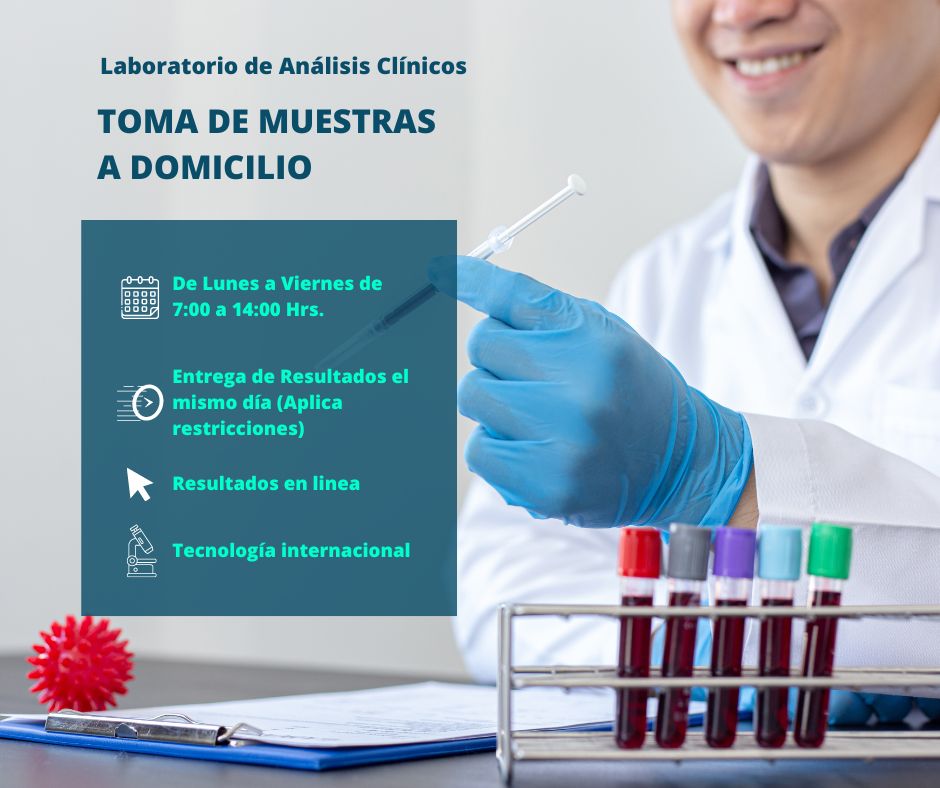 Laboratorio de Análisis Clínicos
TOMA DE MUESTRAS
A DOMICILIO
De Lunes a Viernes de
7:00 a 14:00 Hrs.
Entrega de Resultados el
mismo día (Aplica
restricciones)
Resultados en linea
Tecnología internacional